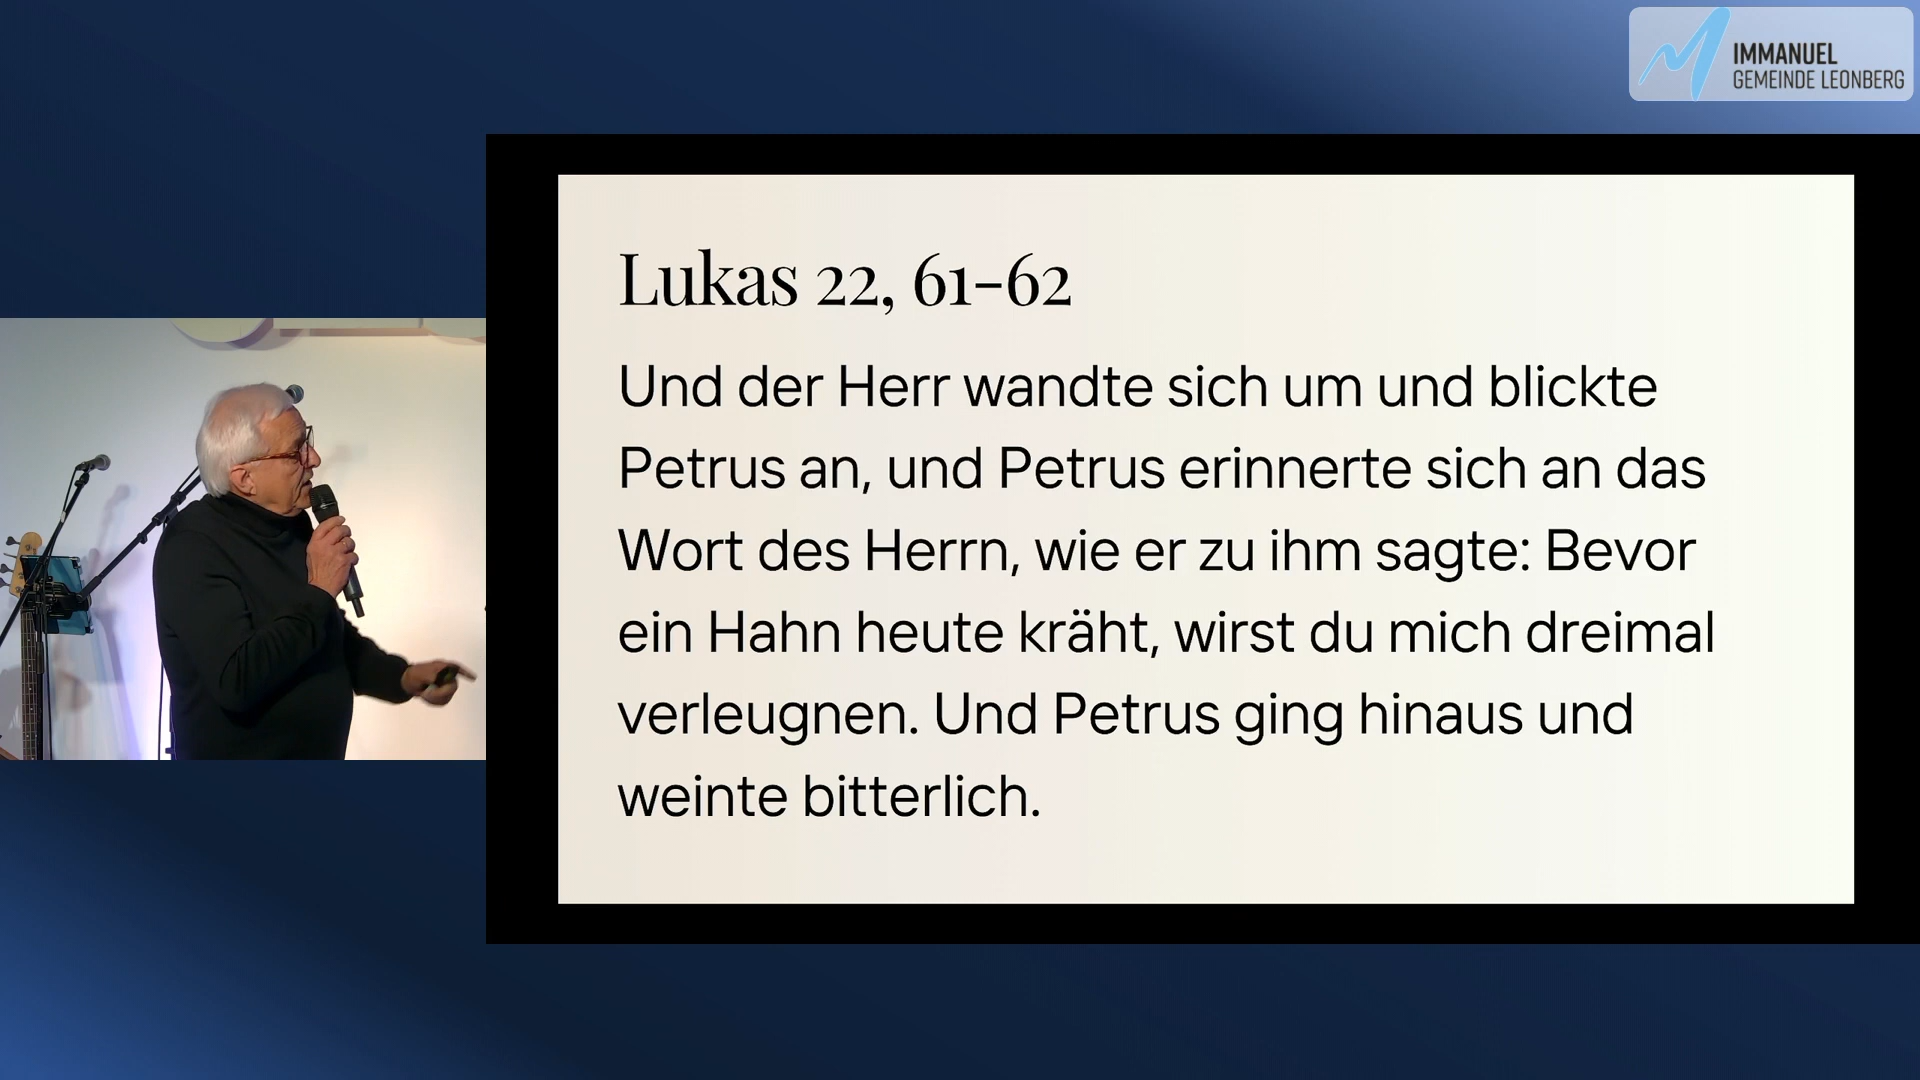 IMMANUEL
GEMEINDE LEONBERG
Lukas 22, 61-62
Und der Herr wandte sich um und blickte
Petrus an, und Petrus erinnerte sich an das
Wort des Herrn, wie er zu ihm sagte: Bevor
ein Hahn heute kräht, wirst du mich dreimal
verleugnen. Und Petrus ging hinaus und
weinte bitterlich.